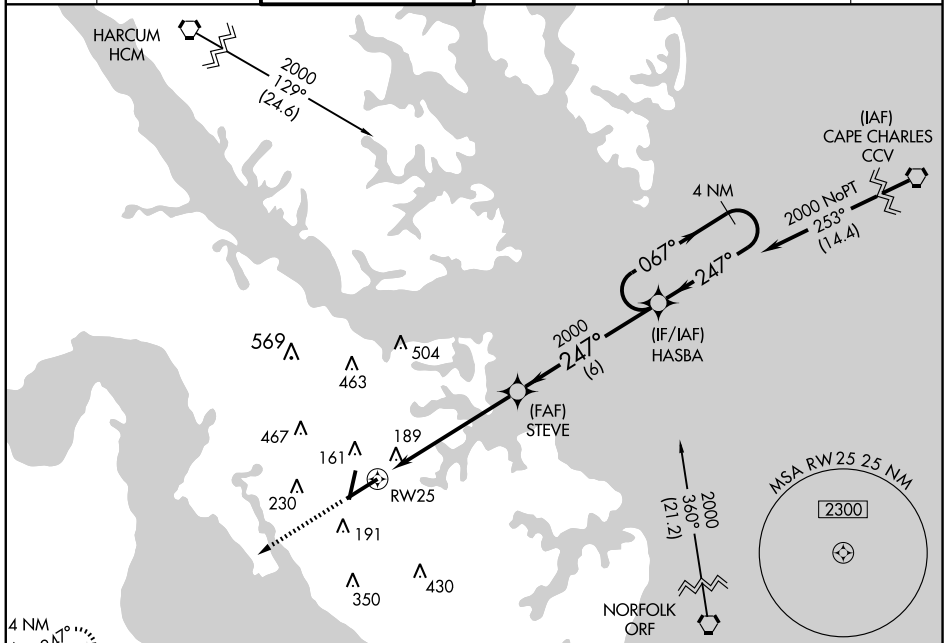 HARCUM
HCM
2000
129°
(24.6)
(IAF)
CAPE CHARLES
CCV
2000 NoPT
253°
(14.4)
4 NM
067°
247°
(IF/IAF)
HASBA
2000
247°
(6)
(FAF)
STEVE
569
504
463
467
161
189
230
RW25
191
350
430
2000
360°
(21.2)
NORFOLK
ORF
MSA RW25 25 NM
2300
4 NM